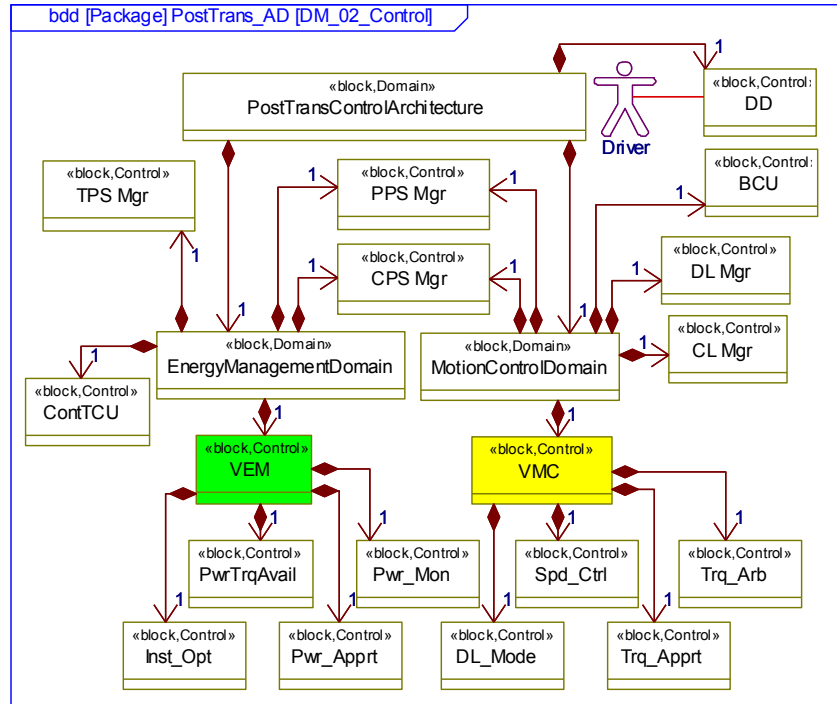 bdd [Package] PostTrans_AD [DM_02_Control]
1
«block,Domain»
PostTransControlArchitecture
Driver
«block,Control»
DD
«block,Control»
TPS Mgr
1
«block,Control»
PPS Mgr
1
1
«block,Control»
BCU
1
«block,Control»
CPS Mgr
1
1
«block,Control»
DL Mgr
1
1
1
«block,Domain»
EnergyManagementDomain
«block,Domain»
MotionControlDomain
1
«block,Control»
CL Mgr
1
«block,Control»
ContTCU
1
1
«block,Control»
VEM
«block,Control»
VMC
1
1
1
1
«block,Control»
PwrTrqAvail
«block,Control»
Pwr_Mon
«block,Control»
Spd_Ctrl
«block,Control»
Trq_Arb
1
1
1
1
«block,Control»
Inst_Opt
«block,Control»
Pwr_Apprt
«block,Control»
DL_Mode
«block,Control»
Trq_Apprt